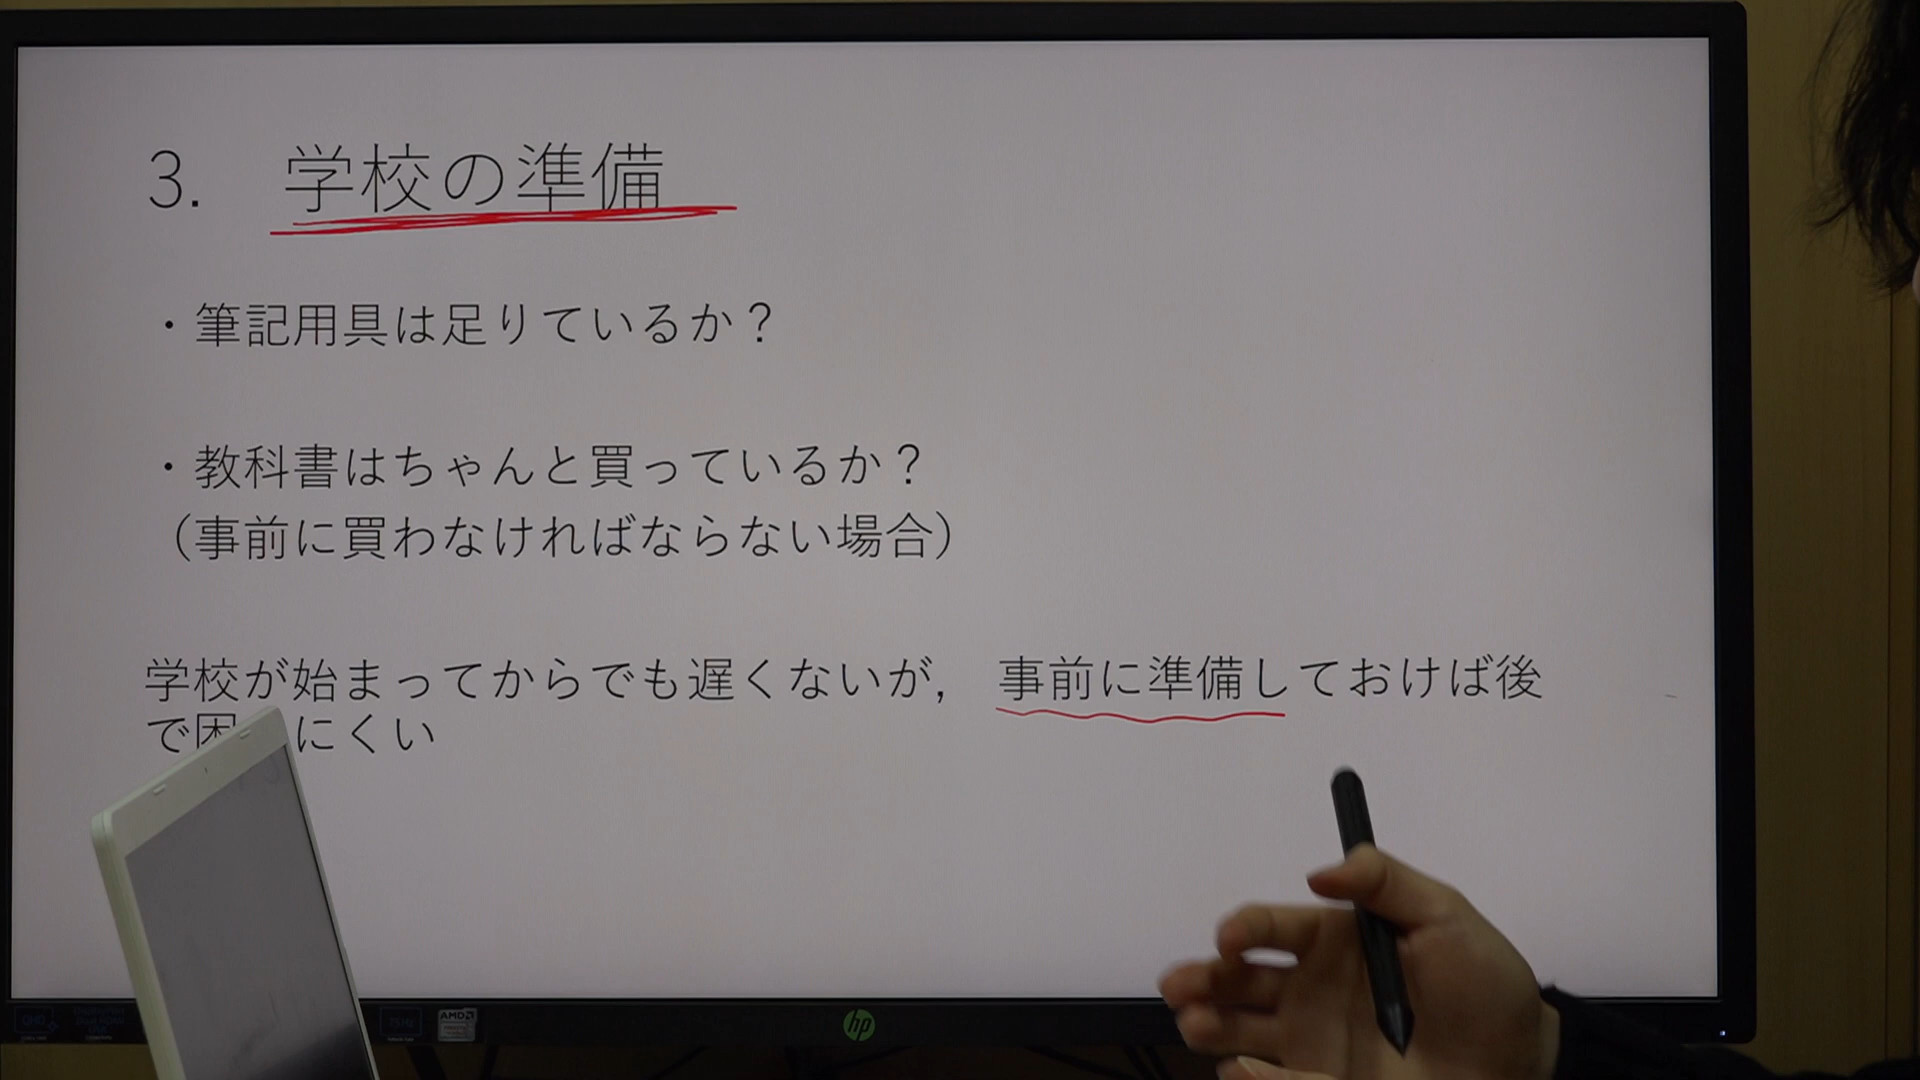 3. 学校の準備
・筆記用具は足りているか？
・教科書はちゃんと買っているか？
（事前に買わなければならない場合）
学校が始まってからでも遅くないが, 事前に準備しておけば後
で困 にくい
QHD
75Hz
AMD
hp